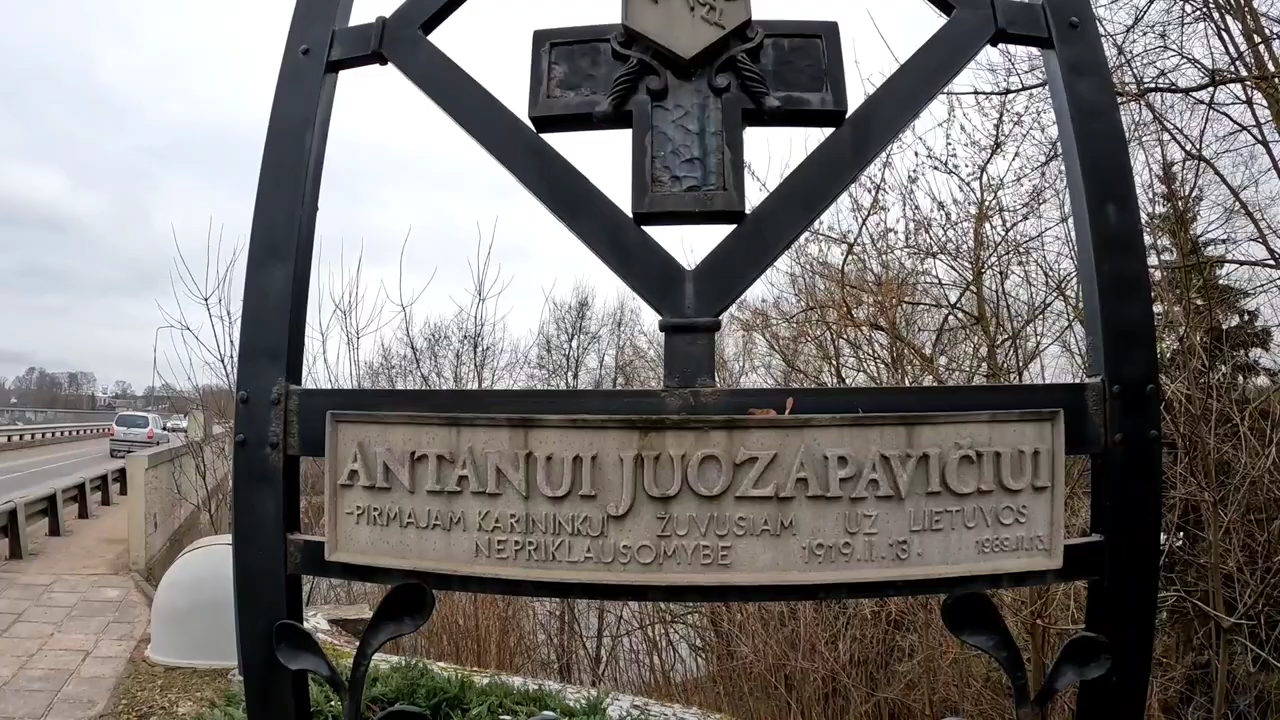 ANTANUI JUOZAPAVIČIUI
-PIRMAJAM KARININKUI ŽUVUSIAM UŽ LIETUVOS
NEPRIKLAUSOMYBE 1919.II.13. 1989.II.13.